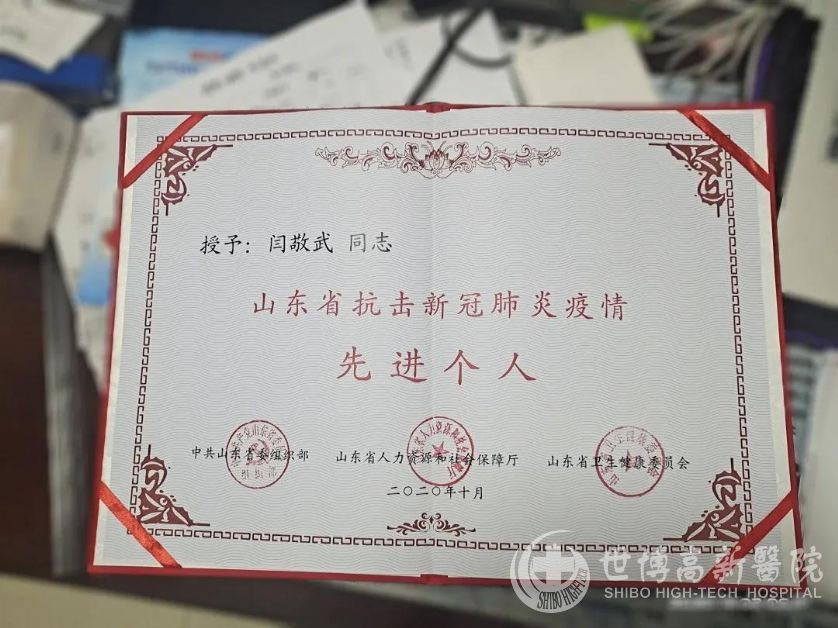 授予：闫敬武 同志
山东省抗击新冠肺炎疫情
先进个人
中共山东省委组织部 山东省人力资源和社会保障厅 山东省卫生健康委员会
二〇二〇年十月
世博高新醫院
SHIBO HIGH-TECH HOSPITAL